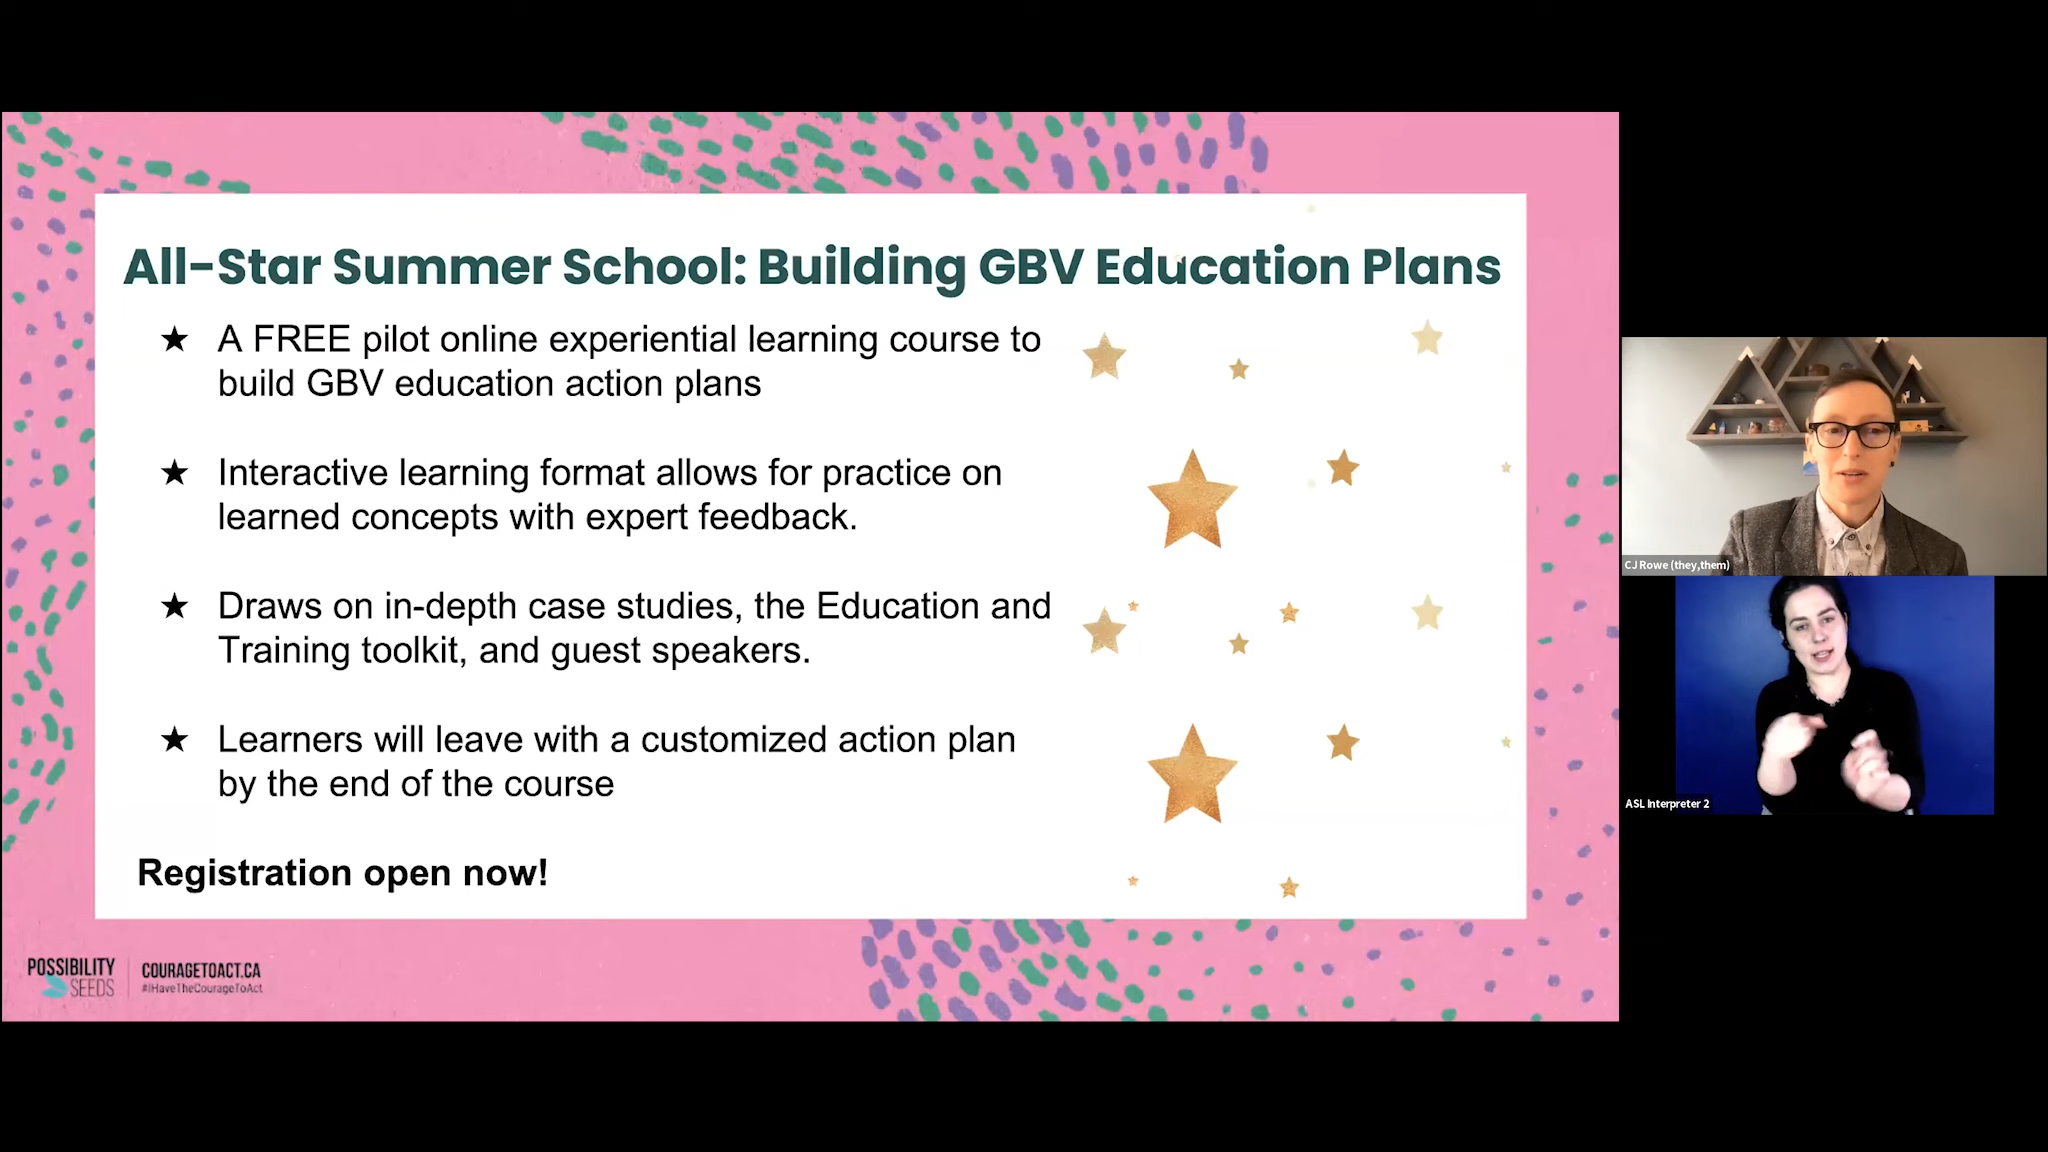 All-Star Summer School: Building GBV Education Plans
★ A FREE pilot online experiential learning course to
build GBV education action plans
★ Interactive learning format allows for practice on
learned concepts with expert feedback.
★ Draws on in-depth case studies, the Education and
Training toolkit, and guest speakers.
★ Learners will leave with a customized action plan
by the end of the course
Registration open now!
POSSIBILITY
SEEDS
COURAGETOACT.CA
#IHaveTheCourageToAct
CJ Rowe (they,them)
ASL Interpreter 2